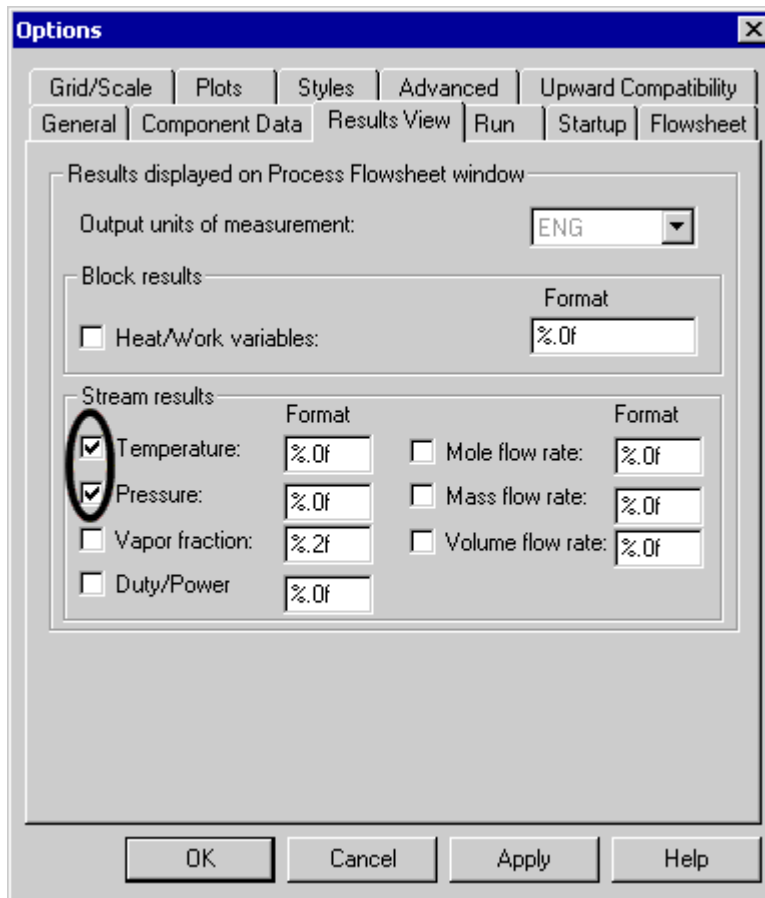 Options
Grid/Scale Plots Styles Advanced Upward Compatibility
General Component Data Results View Run Startup Flowsheet
Results displayed on Process Flowsheet window
Output units of measurement: ENG
Block results
Format
Heat/Work variables: %.0f
Stream results
Format Format
Temperature: %.0f Mole flow rate: %.0f
Pressure: %.0f Mass flow rate: %.0f
Vapor fraction: %.2f Volume flow rate: %.0f
Duty/Power %.0f
OK Cancel Apply Help